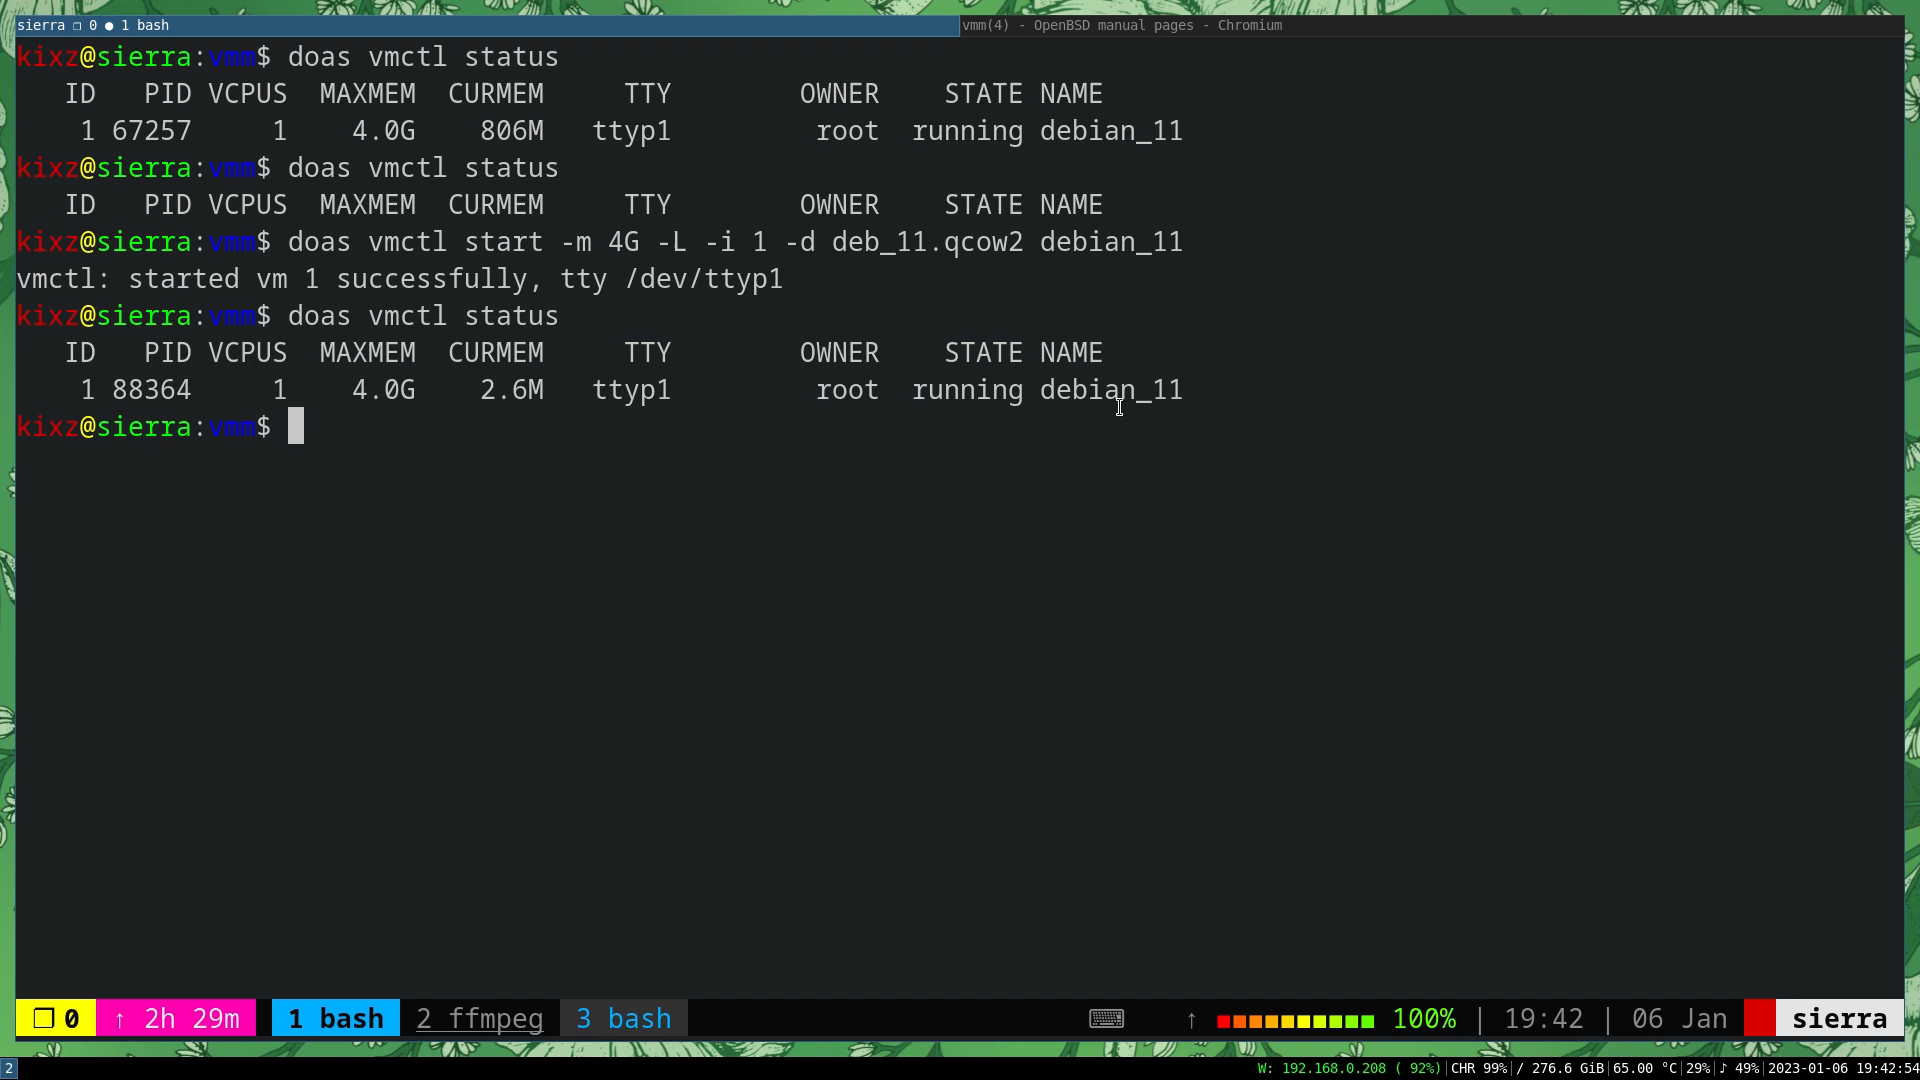 sierra ❐ 0 ● 1 bash
vmm(4) - OpenBSD manual pages - Chromium
kixz@sierra:vmm$ doas vmctl status
   ID   PID VCPUS  MAXMEM  CURMEM     TTY        OWNER    STATE NAME
    1 67257     1    4.0G    806M   ttyp1         root  running debian_11
kixz@sierra:vmm$ doas vmctl status
   ID   PID VCPUS  MAXMEM  CURMEM     TTY        OWNER    STATE NAME
kixz@sierra:vmm$ doas vmctl start -m 4G -L -i 1 -d deb_11.qcow2 debian_11
vmctl: started vm 1 successfully, tty /dev/ttyp1
kixz@sierra:vmm$ doas vmctl status
   ID   PID VCPUS  MAXMEM  CURMEM     TTY        OWNER    STATE NAME
    1 88364     1    4.0G    2.6M   ttyp1         root  running debian_11
kixz@sierra:vmm$
❐ 0 ↑ 2h 29m 1 bash 2 ffmpeg 3 bash ⌨ ↑ 100% | 19:42 | 06 Jan sierra
2 W: 192.168.0.208 ( 92%)|CHR 99%|/ 276.6 GiB|65.00 °C|29%|♪ 49%|2023-01-06 19:42:54